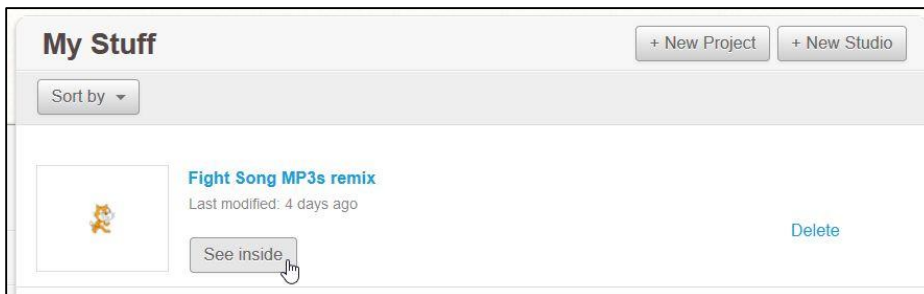 My Stuff
+ New Project
+ New Studio
Sort by
Fight Song MP3s remix
Last modified: 4 days ago
Delete
See inside